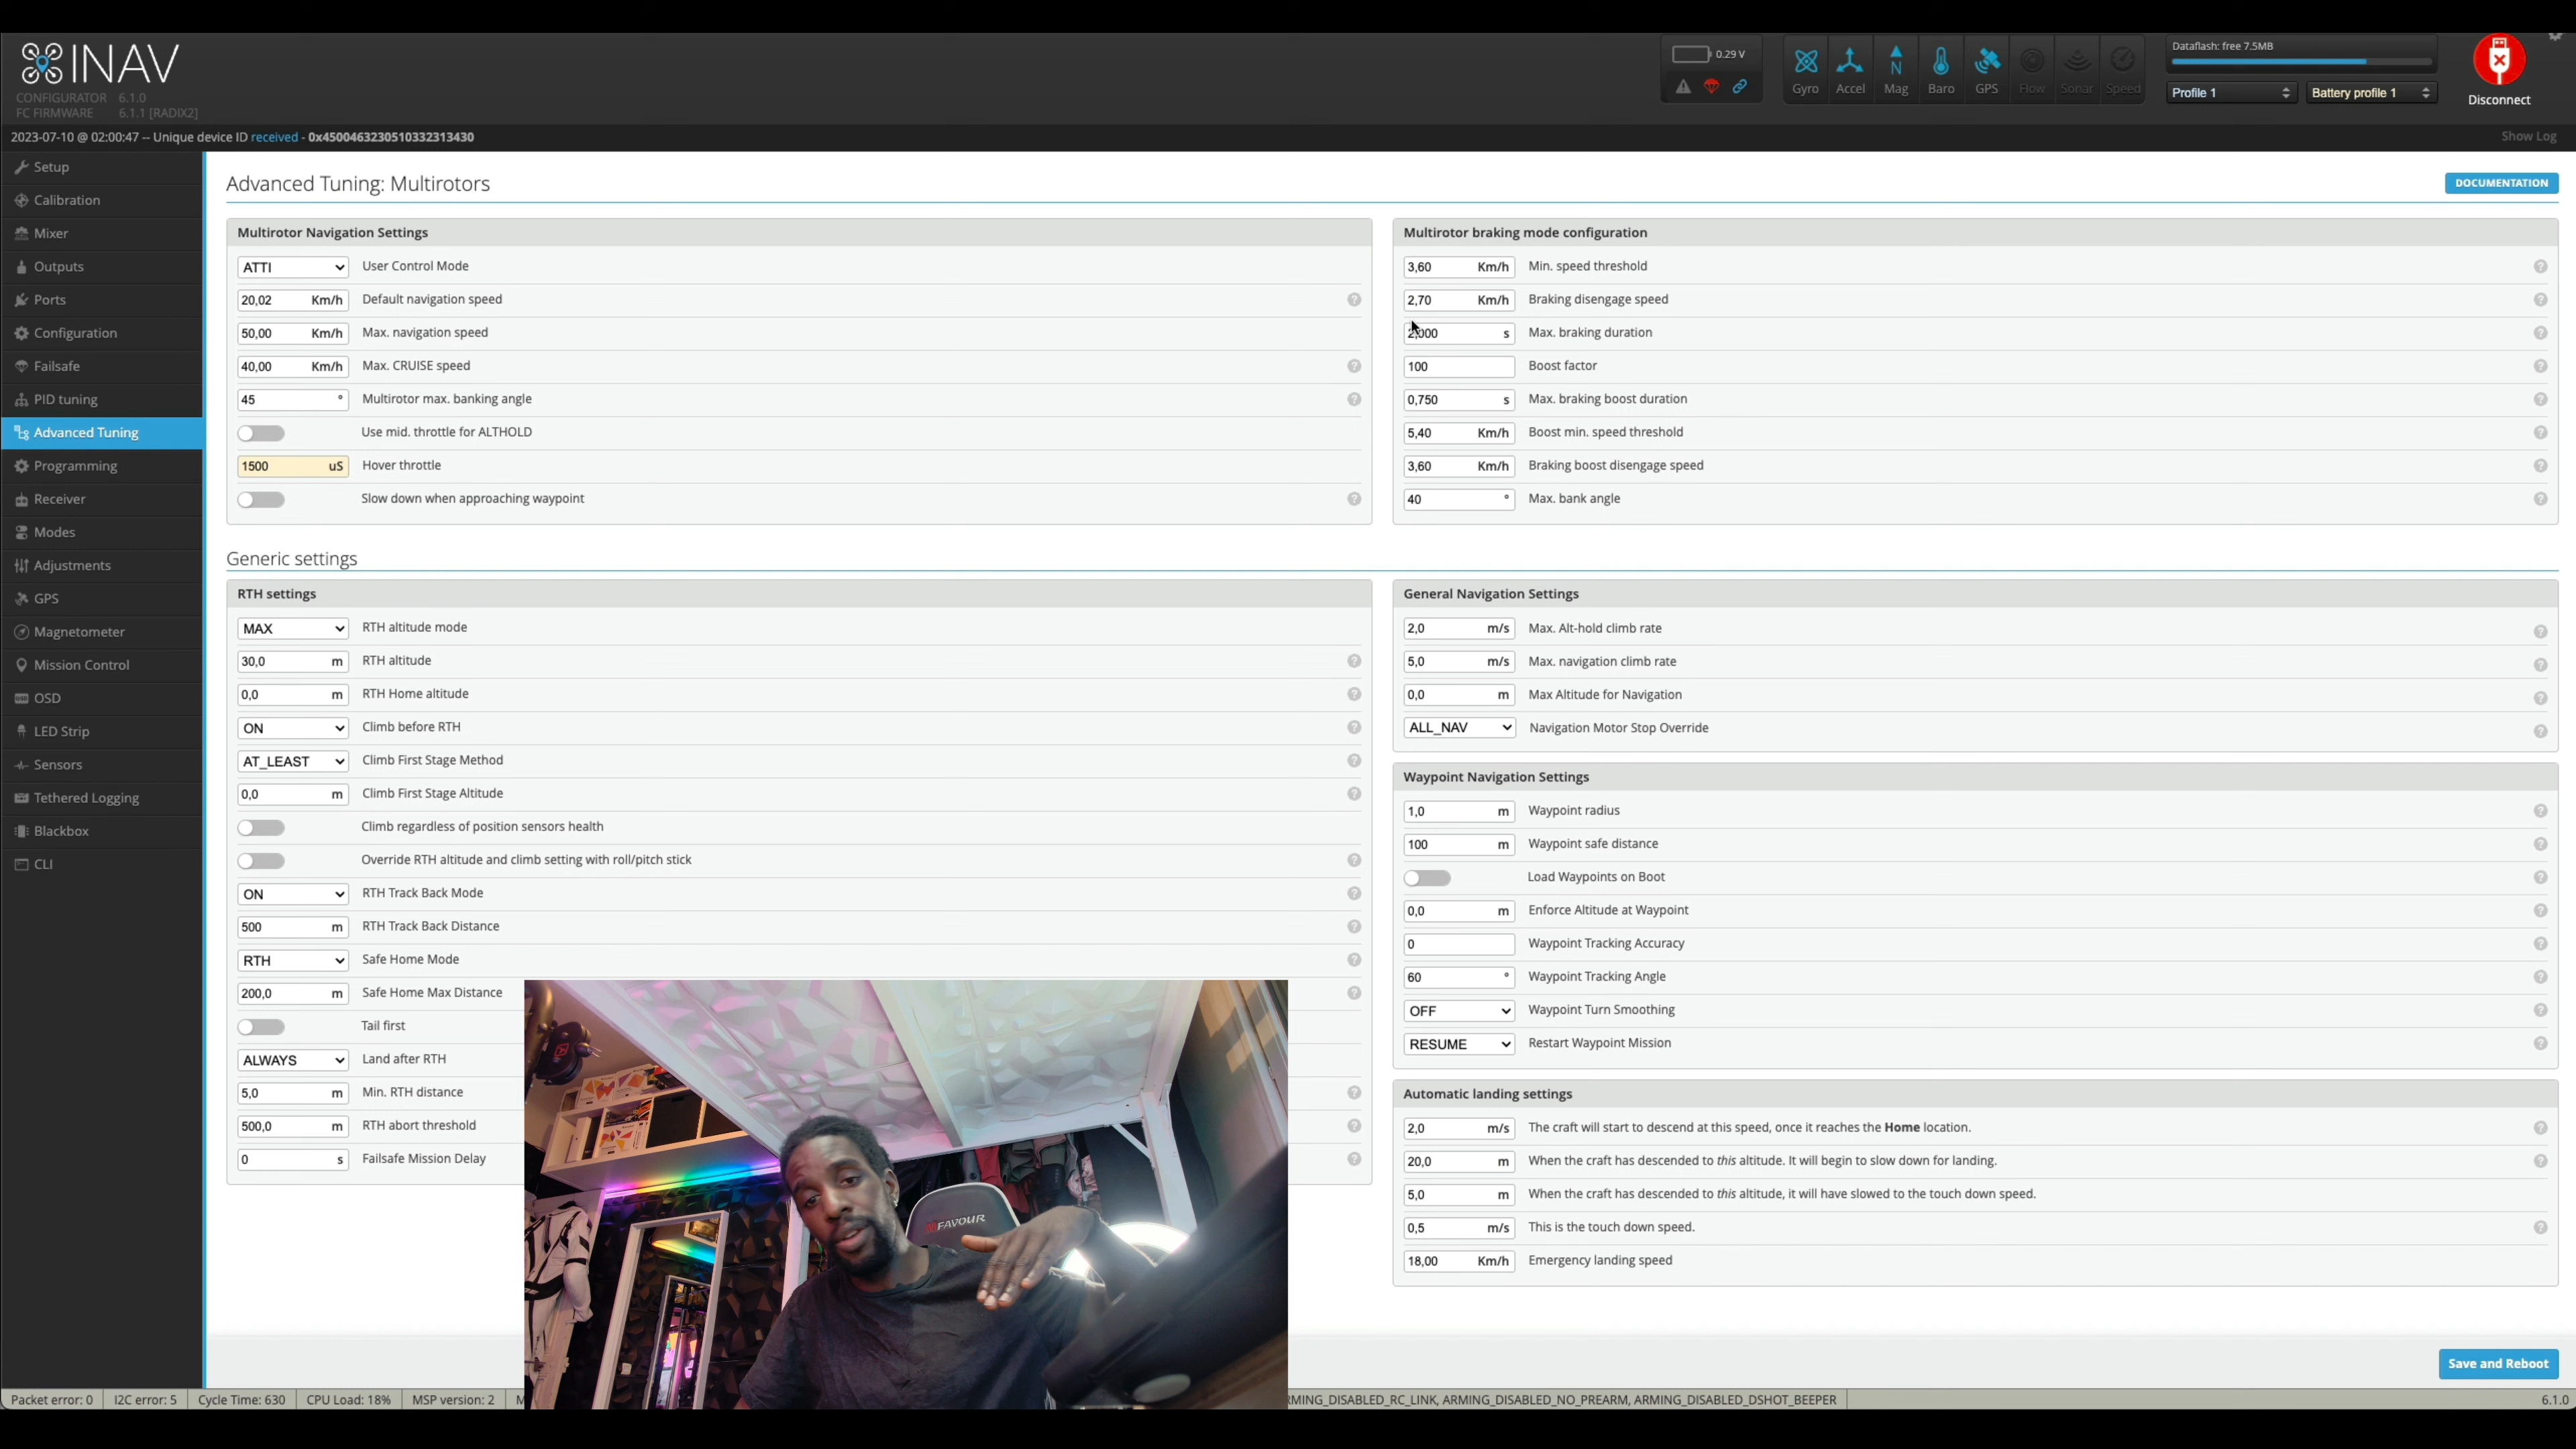 INAV
CONFIGURATOR 6.1.0
FC FIRMWARE 6.1.1 [RADIX2]
0.29 V
Gyro Accel Mag Baro GPS Flow Sonar Speed
Dataflash: free 7.5MB
Profile 1 Battery profile 1
Disconnect
2023-07-10 @ 02:00:47 -- Unique device ID received - 0x4500463230510332313430
Show Log
Setup
Calibration
Mixer
Outputs
Ports
Configuration
Failsafe
PID tuning
Advanced Tuning
Programming
Receiver
Modes
Adjustments
GPS
Magnetometer
Mission Control
OSD
LED Strip
Sensors
Tethered Logging
Blackbox
CLI
Advanced Tuning: Multirotors
DOCUMENTATION
Multirotor Navigation Settings
ATTI User Control Mode
20,02 Km/h Default navigation speed
50,00 Km/h Max. navigation speed
40,00 Km/h Max. CRUISE speed
45 ° Multirotor max. banking angle
Use mid. throttle for ALTHOLD
1500 uS Hover throttle
Slow down when approaching waypoint
Multirotor braking mode configuration
3,60 Km/h Min. speed threshold
2,70 Km/h Braking disengage speed
2,000 s Max. braking duration
100 Boost factor
0,750 s Max. braking boost duration
5,40 Km/h Boost min. speed threshold
3,60 Km/h Braking boost disengage speed
40 ° Max. bank angle
Generic settings
RTH settings
MAX RTH altitude mode
30,0 m RTH altitude
0,0 m RTH Home altitude
ON Climb before RTH
AT_LEAST Climb First Stage Method
0,0 m Climb First Stage Altitude
Climb regardless of position sensors health
Override RTH altitude and climb setting with roll/pitch stick
ON RTH Track Back Mode
500 m RTH Track Back Distance
RTH Safe Home Mode
200,0 m Safe Home Max Distance
Tail first
ALWAYS Land after RTH
5,0 m Min. RTH distance
500,0 m RTH abort threshold
0 s Failsafe Mission Delay
General Navigation Settings
2,0 m/s Max. Alt-hold climb rate
5,0 m/s Max. navigation climb rate
0,0 m Max Altitude for Navigation
ALL_NAV Navigation Motor Stop Override
Waypoint Navigation Settings
1,0 m Waypoint radius
100 m Waypoint safe distance
Load Waypoints on Boot
0,0 m Enforce Altitude at Waypoint
0 Waypoint Tracking Accuracy
60 ° Waypoint Tracking Angle
OFF Waypoint Turn Smoothing
RESUME Restart Waypoint Mission
Automatic landing settings
2,0 m/s The craft will start to descend at this speed, once it reaches the Home location.
20,0 m When the craft has descended to this altitude. It will begin to slow down for landing.
5,0 m When the craft has descended to this altitude, it will have slowed to the touch down speed.
0,5 m/s This is the touch down speed.
18,00 Km/h Emergency landing speed
FAVOUR
Save and Reboot
Packet error: 0 I2C error: 5 Cycle Time: 630 CPU Load: 18% MSP version: 2 RMING_DISABLED_RC_LINK, ARMING_DISABLED_NO_PREARM, ARMING_DISABLED_DSHOT_BEEPER 6.1.0